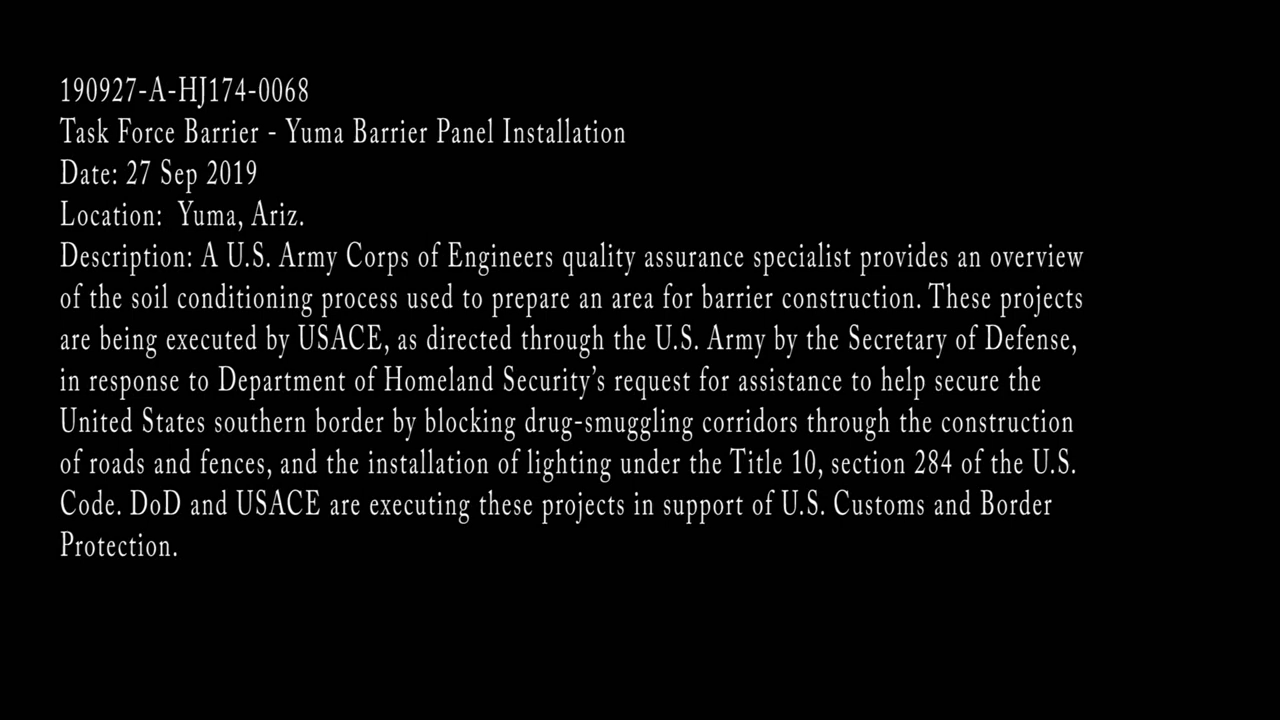 190927-A-HJ174-0068
Task Force Barrier - Yuma Barrier Panel Installation
Date: 27 Sep 2019
Location:  Yuma, Ariz.
Description: A U.S. Army Corps of Engineers quality assurance specialist provides an overview
of the soil conditioning process used to prepare an area for barrier construction. These projects
are being executed by USACE, as directed through the U.S. Army by the Secretary of Defense,
in response to Department of Homeland Security’s request for assistance to help secure the
United States southern border by blocking drug-smuggling corridors through the construction
of roads and fences, and the installation of lighting under the Title 10, section 284 of the U.S.
Code. DoD and USACE are executing these projects in support of U.S. Customs and Border
Protection.